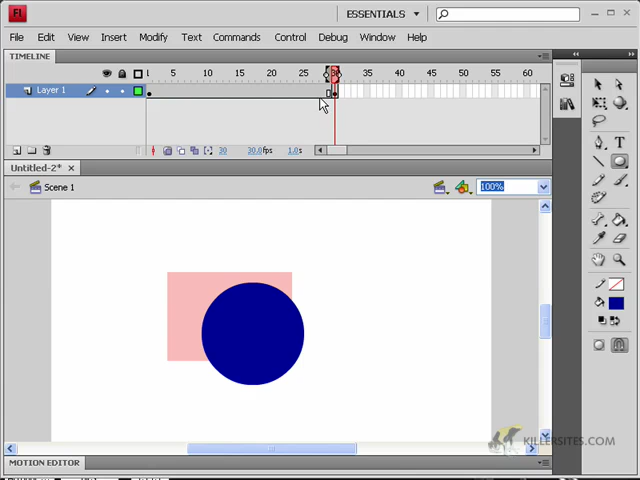 Fl ESSENTIALS
File Edit View Insert Modify Text Commands Control Debug Window Help
TIMELINE
1 5 10 15 20 25 30 35 40 45 50 55 60
Layer 1
30 30.0fps 1.0s
Untitled-2*
Scene 1 100%
T
KILLERSITES.COM
MOTION EDITOR